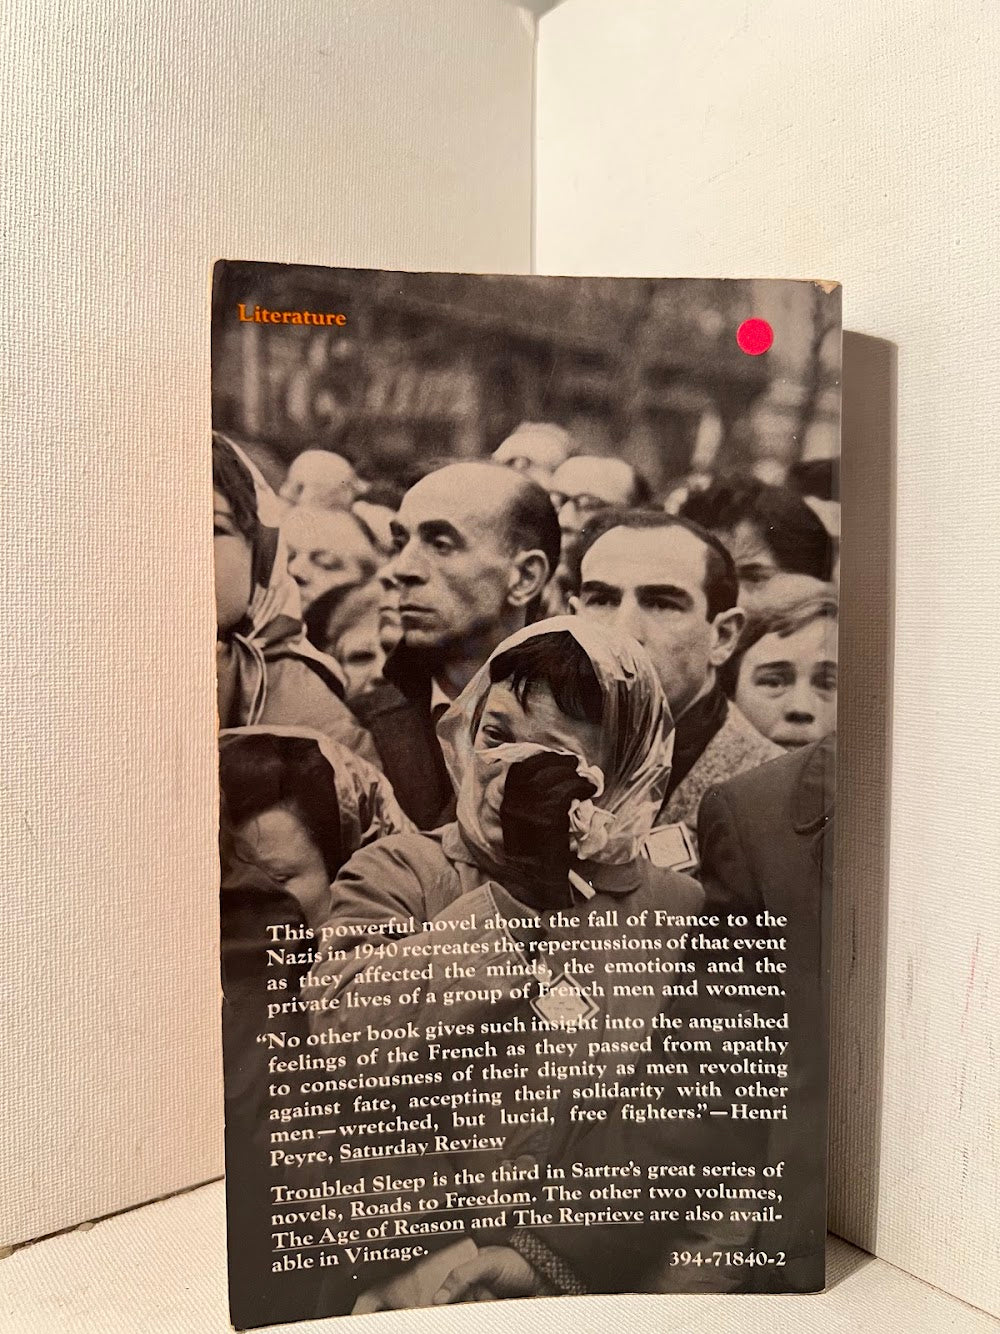 Literature
This powerful novel about the fall of France to the
Nazis in 1940 recreates the repercussions of that event
as they affected the minds, the emotions and the
private lives of a group of French men and women.
“No other book gives such insight into the anguished
feelings of the French as they passed from apathy
to consciousness of their dignity as men revolting
against fate, accepting their solidarity with other
men—wretched, but lucid, free fighters.”—Henri
Peyre, Saturday Review
Troubled Sleep is the third in Sartre's great series of
novels, Roads to Freedom. The other two volumes,
The Age of Reason and The Reprieve are also avail-
able in Vintage.
394-71840-2